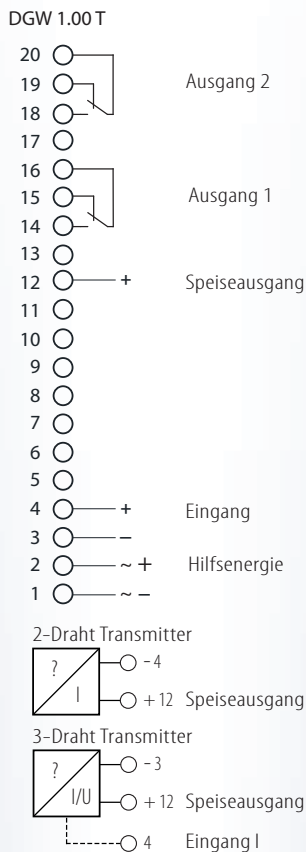 DGW 1.00 T
20
19 Ausgang 2
18
17
16
15 Ausgang 1
14
13
12 + Speiseausgang
11
10
9
8
7
6
5
4 + Eingang
3 –
2 ~ + Hilfsenergie
1 ~ –
2-Draht Transmitter
? – 4
I + 12 Speiseausgang
3-Draht Transmitter
? – 3
I/U + 12 Speiseausgang
4 Eingang I